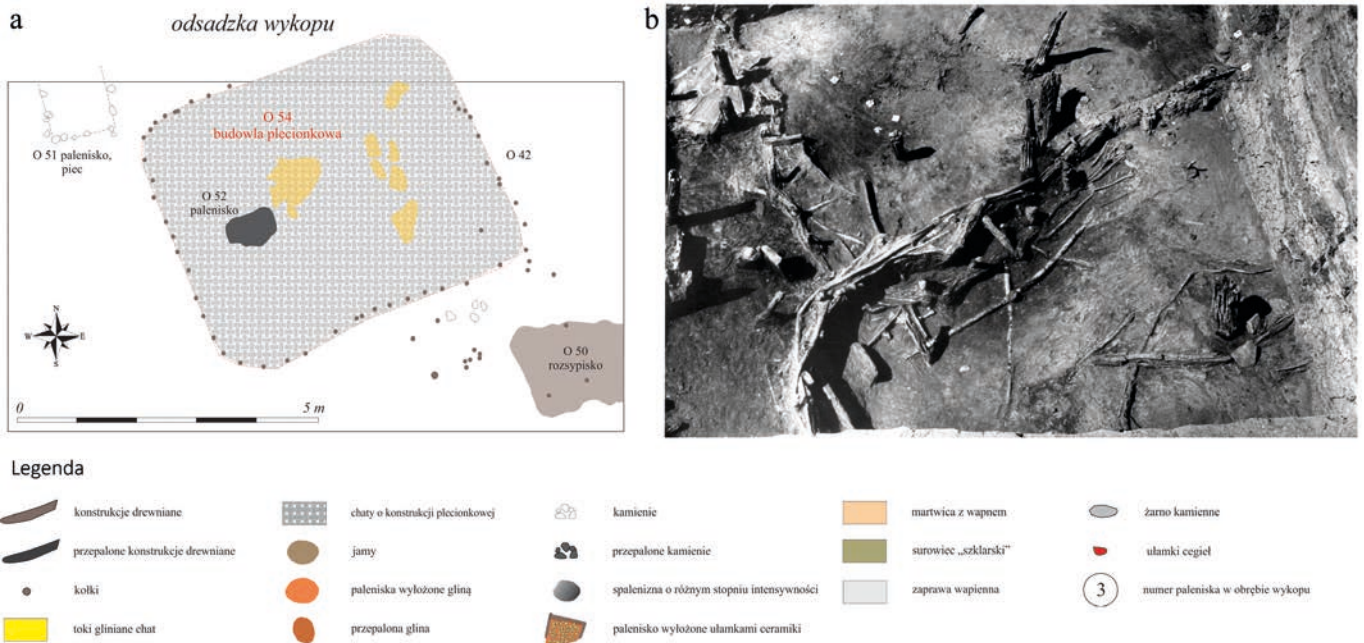 a
odsadzka wykopu
b
O 54
budowla plecionkowa
O 51 palenisko,
piec
O 42
O 52
palenisko
N
W E
S
O 50
rozsypisko
0 5 m
Legenda
konstrukcje drewniane
chaty o konstrukcji plecionkowej
kamienie
martwica z wapnem
żarno kamienne
przepalone konstrukcje drewniane
jamy
przepalone kamienie
surowiec „szklarski”
ułamki cegieł
kołki
paleniska wyłożone gliną
spalenizna o różnym stopniu intensywności
zaprawa wapienna
3
numer paleniska w obrębie wykopu
toki gliniane chat
przepalona glina
palenisko wyłożone ułamkami ceramiki